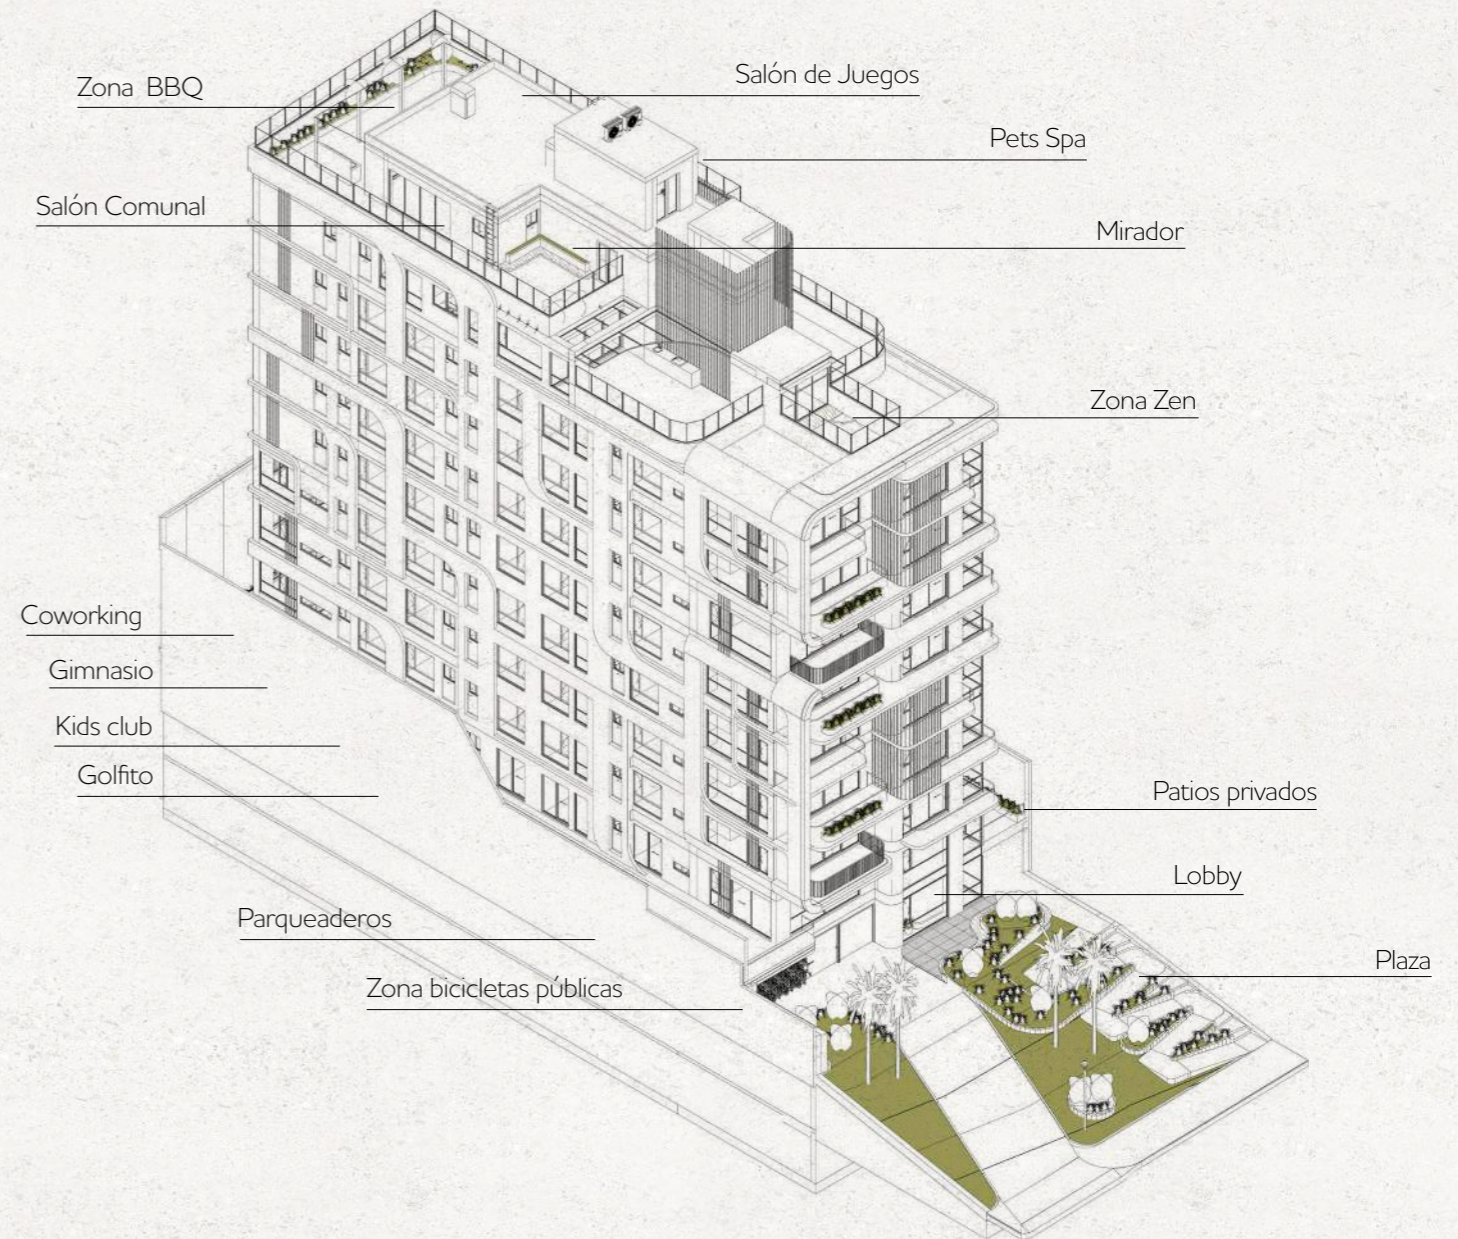 Salón de Juegos
Zona BBQ
Pets Spa
Salón Comunal
Mirador
Zona Zen
Coworking
Gimnasio
Kids club
Golfito
Patios privados
Lobby
Parqueaderos
Plaza
Zona bicicletas públicas